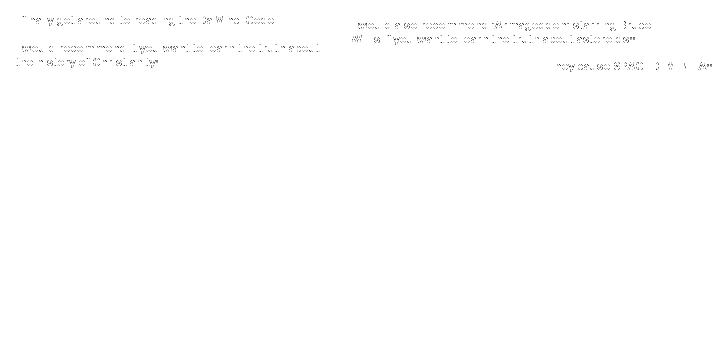 finally got around to reading the Da Vinci Code
would recommend if you want to learn the truth about
the history of Christianity
would also recommend Armageddon starring Bruce
Willis if you want to learn the truth about asteroids
they cause